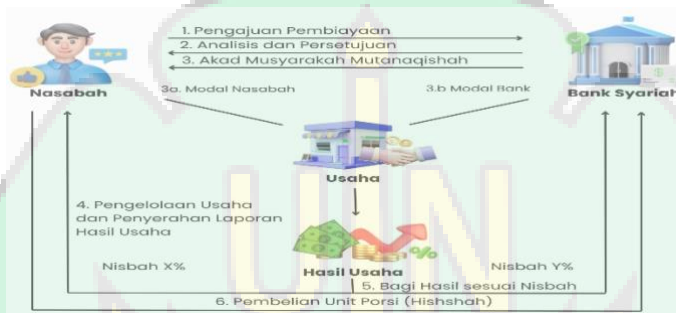 1. Pengajuan Pembiayaan
2. Analisis dan Persetujuan
3. Akad Musyarakah Mutanaqishah
Nasabah
Bank Syariah
3a. Modal Nasabah
3.b Modal Bank
Usaha
4. Pengelolaan Usaha
dan Penyerahan Laporan
Hasil Usaha
Nisbah X%
Hasil Usaha
Nisbah Y%
5. Bagi Hasil sesuai Nisbah
6. Pembelian Unit Porsi (Hishshah)
UIN